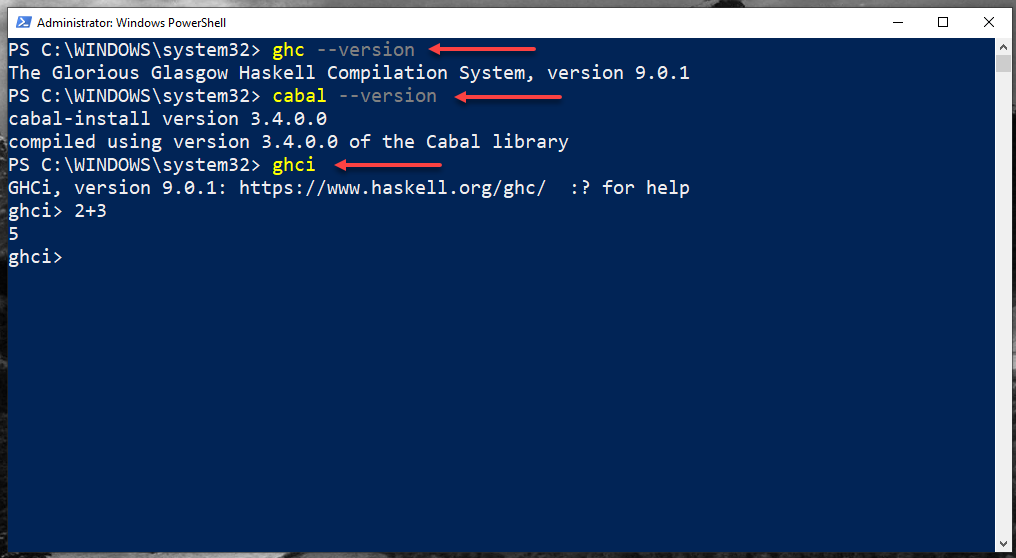 Administrator: Windows PowerShell
PS C:\WINDOWS\system32> ghc --version
The Glorious Glasgow Haskell Compilation System, version 9.0.1
PS C:\WINDOWS\system32> cabal --version
cabal-install version 3.4.0.0
compiled using version 3.4.0.0 of the Cabal library
PS C:\WINDOWS\system32> ghci
GHCi, version 9.0.1: https://www.haskell.org/ghc/  :? for help
ghci> 2+3
5
ghci>